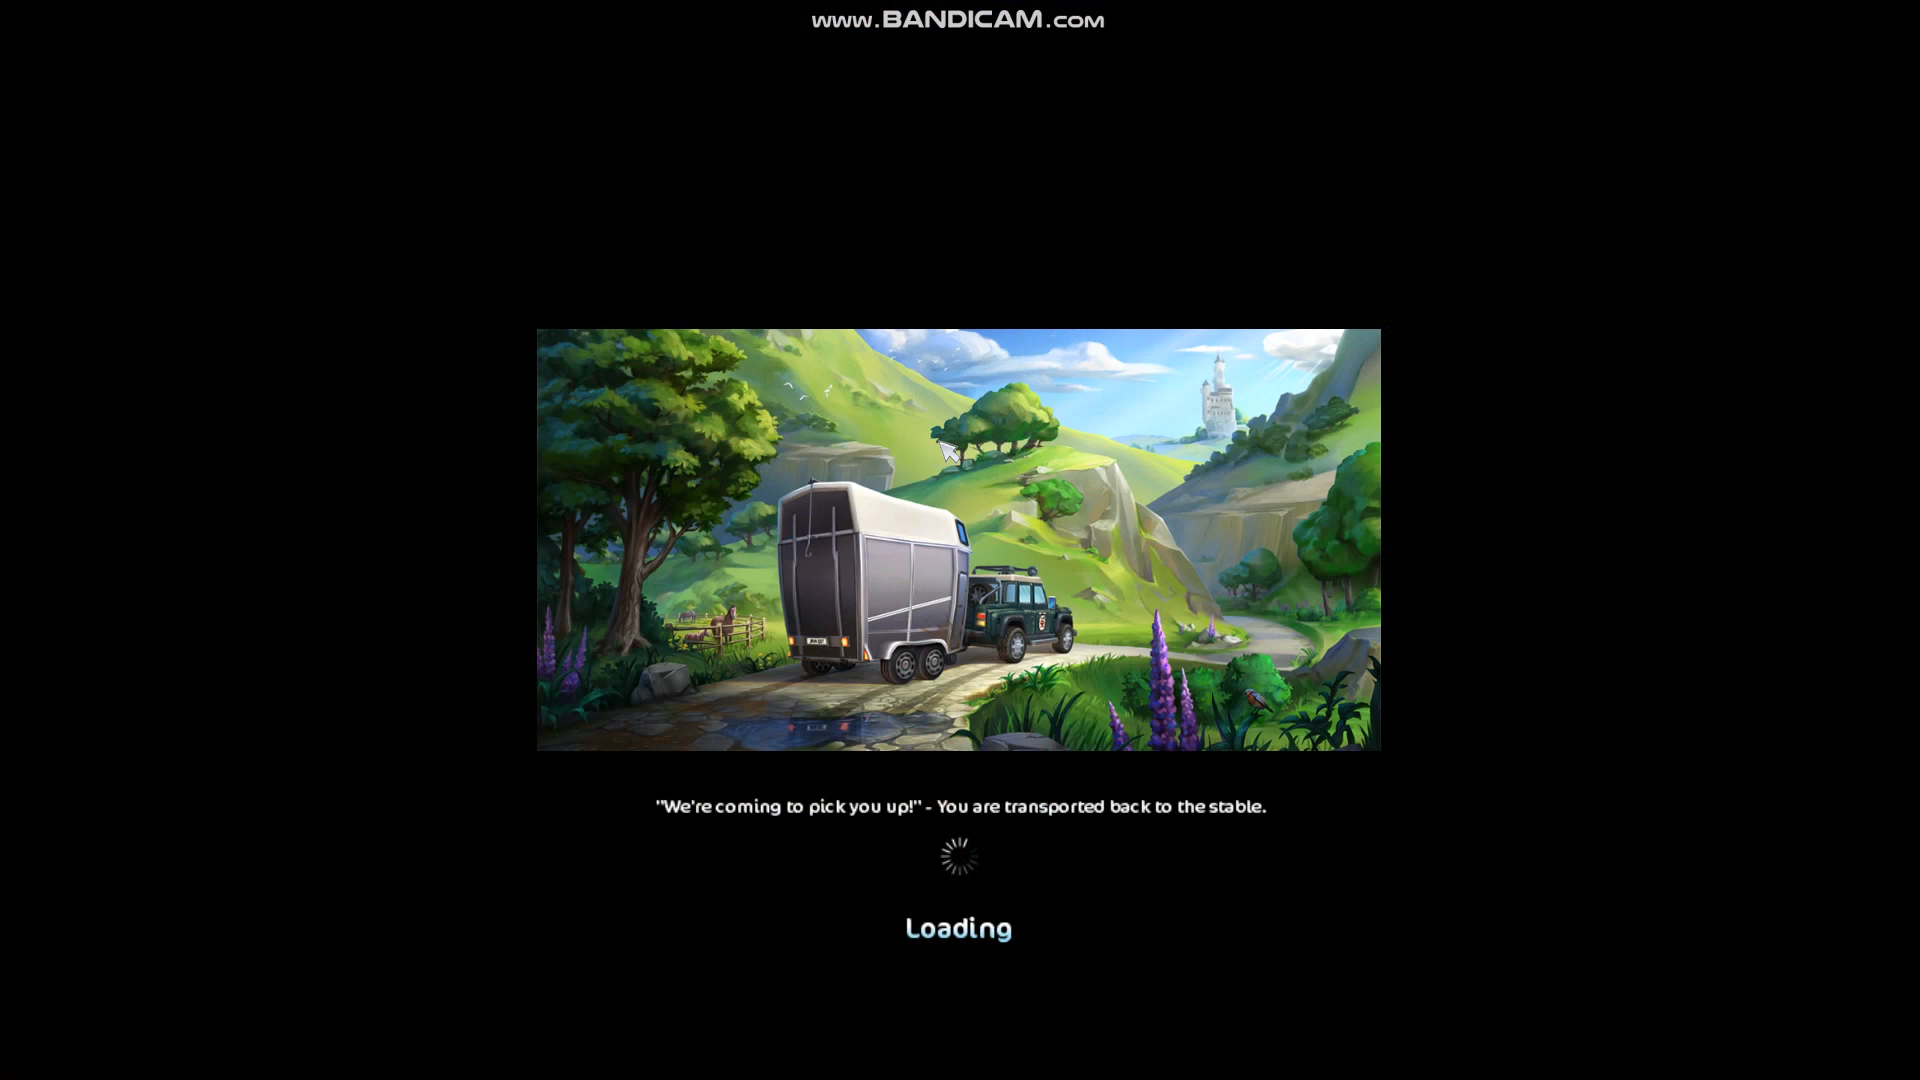 www.BANDICAM.com
"We're coming to pick you up!" - You are transported back to the stable.
Loading